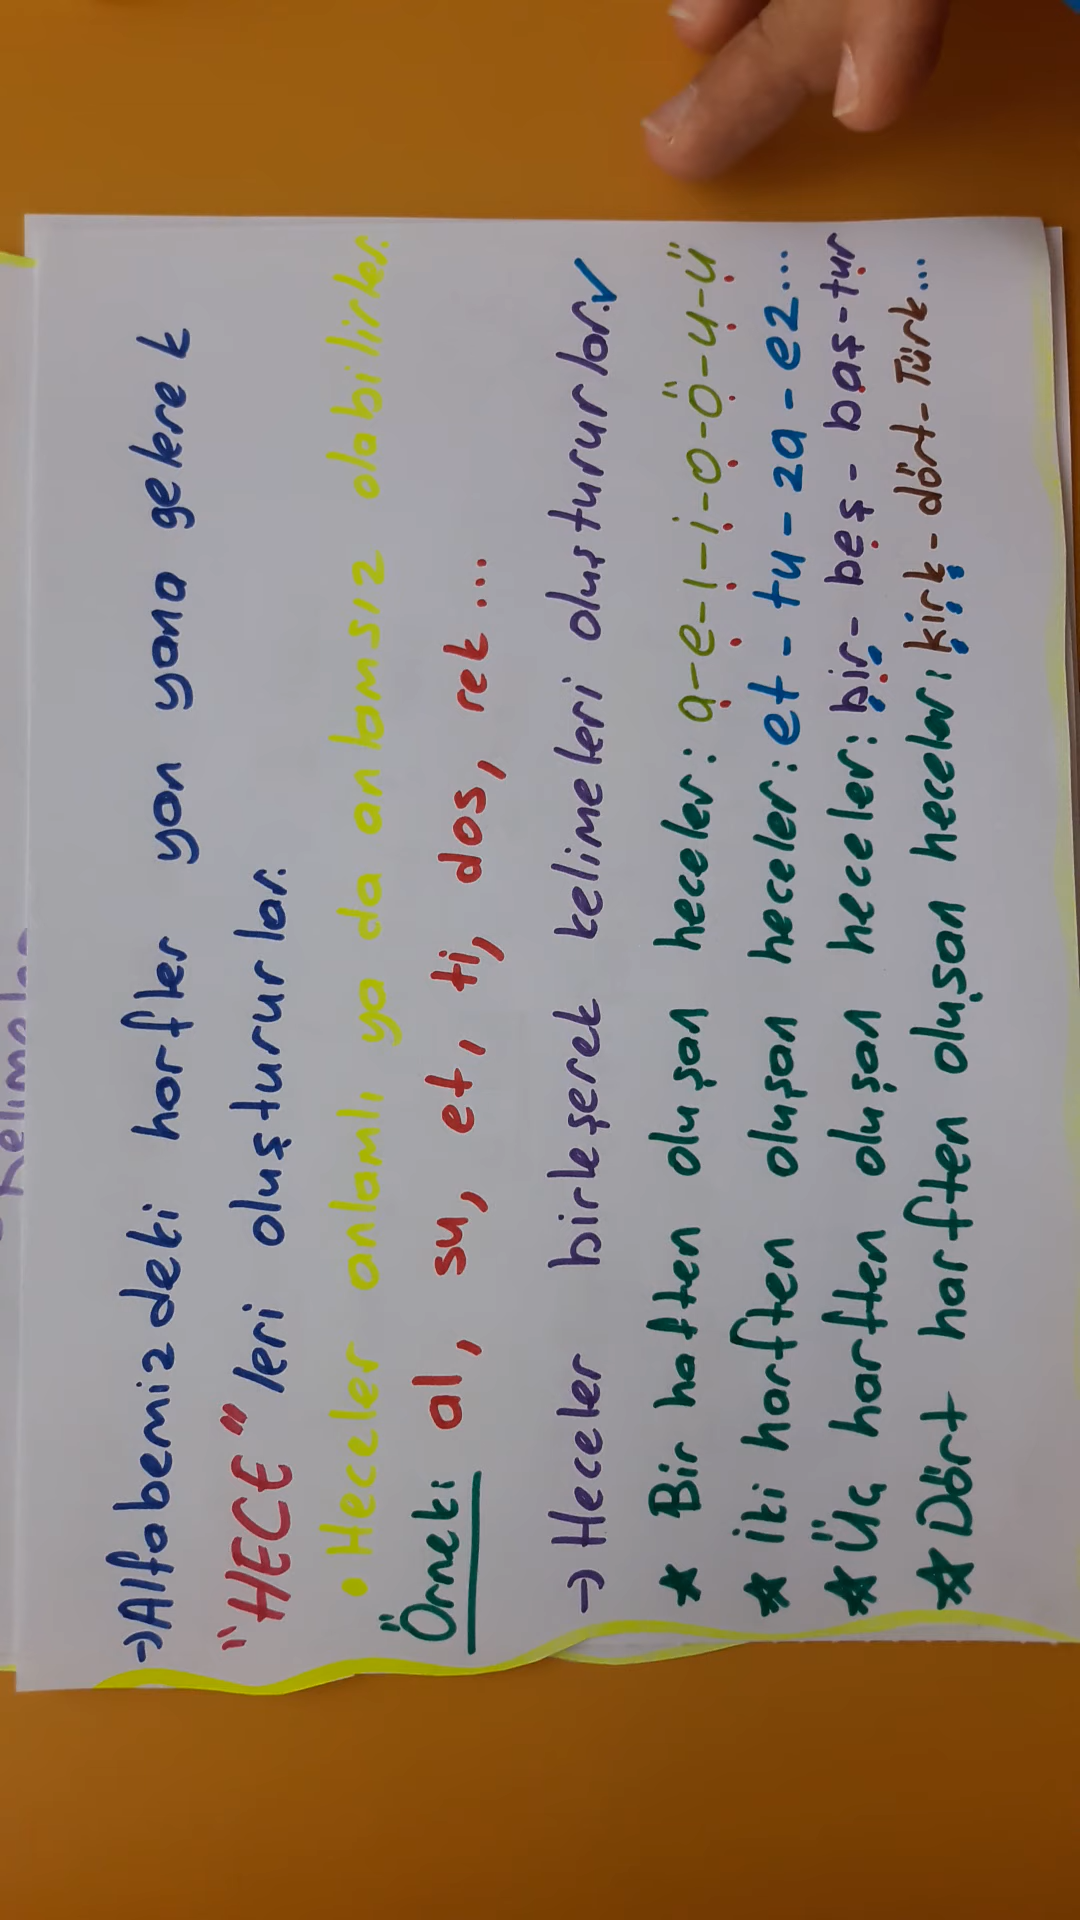 →Alfabemizdeki harfler yan yana gelerek
"HECE" leri oluştururlar.
• Heceler anlamlı ya da anlamsız olabilirler.
Örnek: al, su, et, ti, dos, rek...
→ Heceler birleşerek kelimeleri oluştururlar.✓
* Bir haften oluşan heceler: a-e-ı-i-o-ö-u-ü
* İki harften oluşan heceler: et - tu - za - ez...
* Üç harften oluşan heceler: bir - beş - baş - tur
* Dört harften oluşan heceler: kırk - dört - Türk...